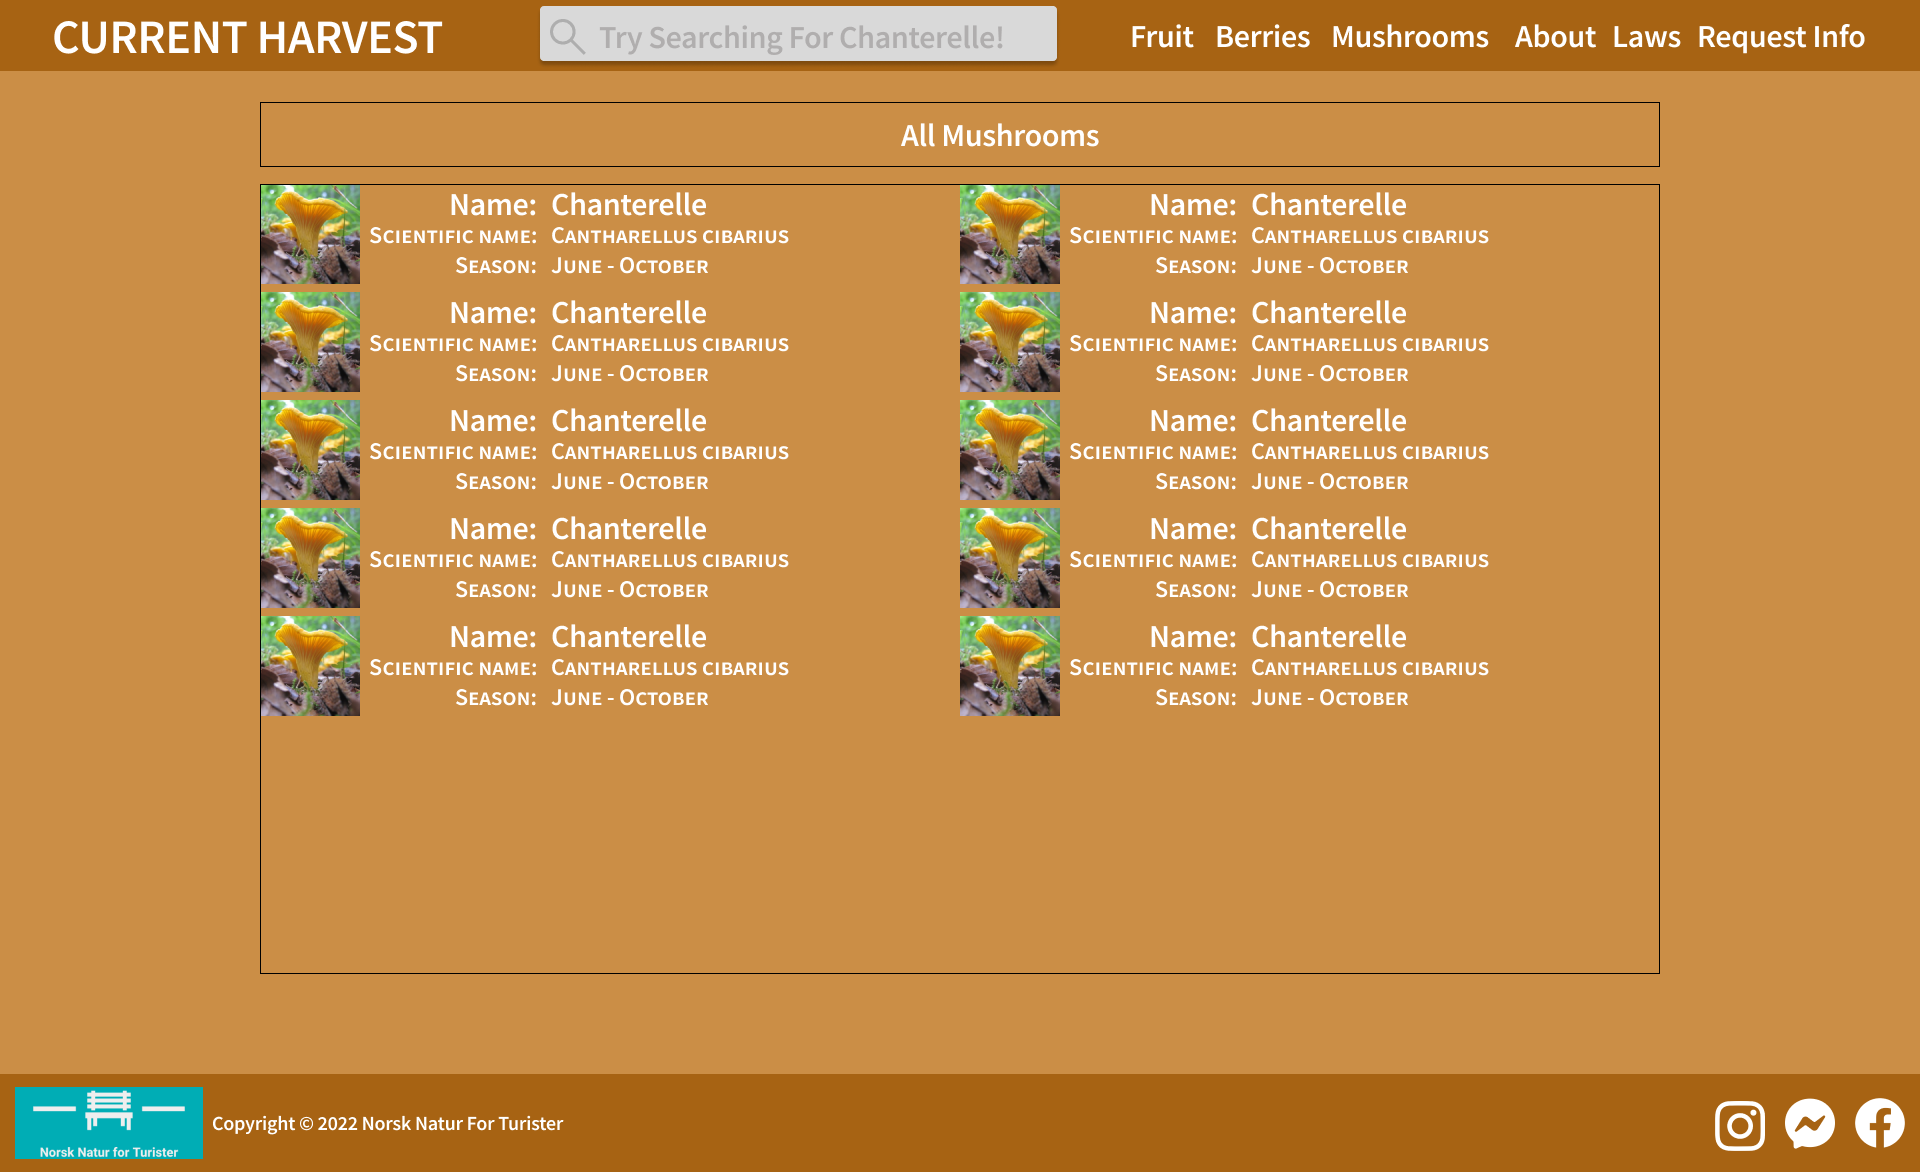 CURRENT HARVEST
Try Searching For Chanterelle!
Fruit Berries Mushrooms About Laws Request Info
All Mushrooms
Name: Chanterelle
Scientific name: Cantharellus cibarius
Season: June - October
Name: Chanterelle
Scientific name: Cantharellus cibarius
Season: June - October
Name: Chanterelle
Scientific name: Cantharellus cibarius
Season: June - October
Name: Chanterelle
Scientific name: Cantharellus cibarius
Season: June - October
Name: Chanterelle
Scientific name: Cantharellus cibarius
Season: June - October
Name: Chanterelle
Scientific name: Cantharellus cibarius
Season: June - October
Name: Chanterelle
Scientific name: Cantharellus cibarius
Season: June - October
Name: Chanterelle
Scientific name: Cantharellus cibarius
Season: June - October
Name: Chanterelle
Scientific name: Cantharellus cibarius
Season: June - October
Name: Chanterelle
Scientific name: Cantharellus cibarius
Season: June - October
Norsk Natur for Turister
Copyright © 2022 Norsk Natur For Turister